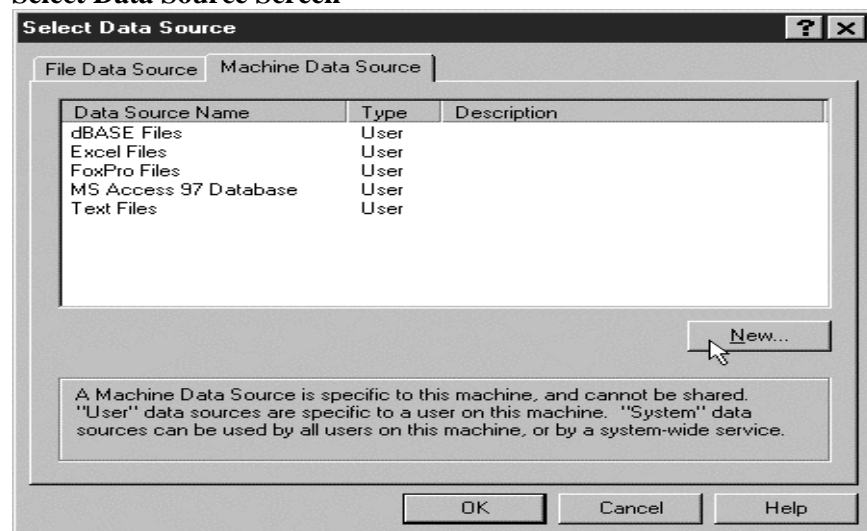 Select Data Source Screen
Select Data Source
File Data Source Machine Data Source
Data Source Name Type Description
dBASE Files User
Excel Files User
FoxPro Files User
MS Access 97 Database User
Text Files User
New...
A Machine Data Source is specific to this machine, and cannot be shared.
"User" data sources are specific to a user on this machine. "System" data
sources can be used by all users on this machine, or by a system-wide service.
OK Cancel Help